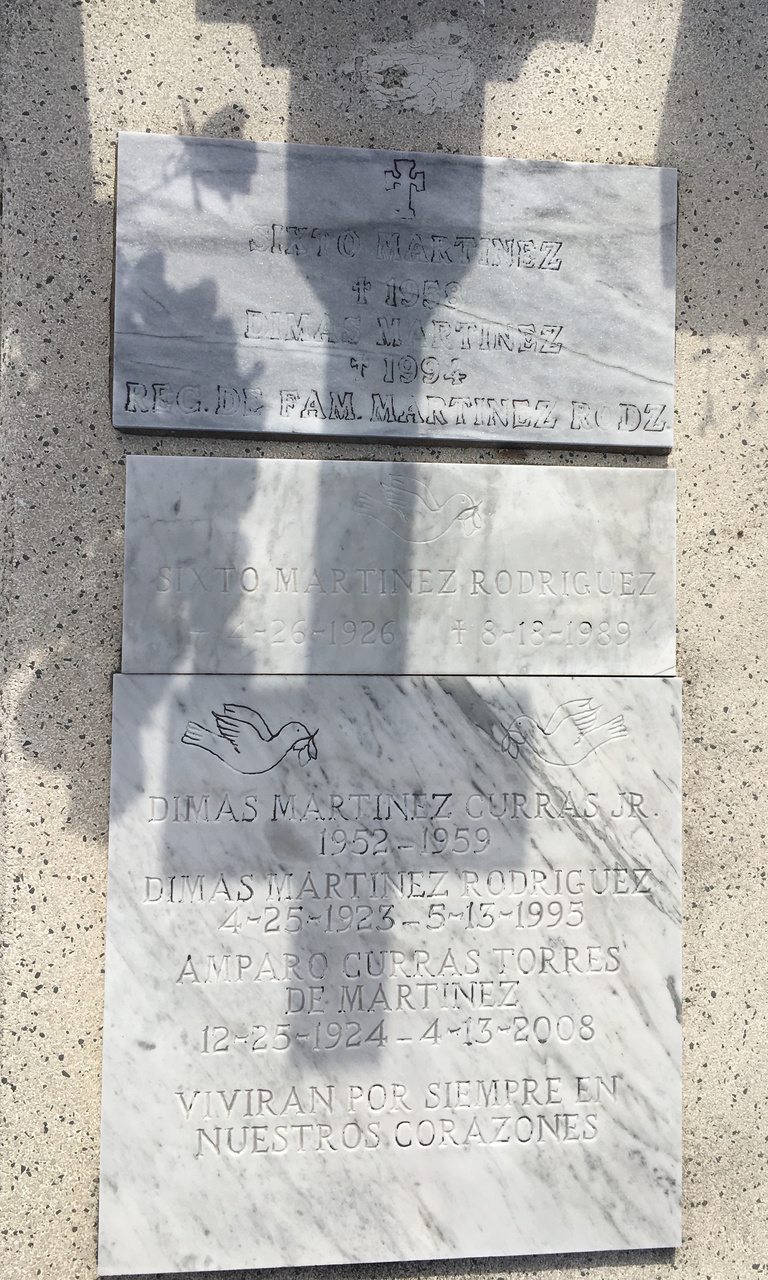 SIXTO MARTINEZ
✝ 1958
DIMAS MARTINEZ
✝ 1994
REC. DE FAM. MARTINEZ RODZ.
SIXTO MARTINEZ RODRIGUEZ
- 4-26-1926 ✝ 8-13-1989
DIMAS MARTINEZ CURRAS JR.
1952-1959
DIMAS MARTINEZ RODRIGUEZ
4-25-1923-5-13-1995
AMPARO CURRAS TORRES
DE MARTINEZ
12-25-1924-4-13-2008
VIVIRAN POR SIEMPRE EN
NUESTROS CORAZONES